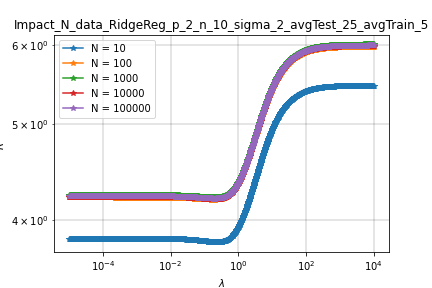 Impact_N_data_RidgeReg_p_2_n_10_sigma_2_avgTest_25_avgTrain_5
6 × 10⁰
5 × 10⁰
4 × 10⁰
N = 10
N = 100
N = 1000
N = 10000
N = 100000
10⁻⁴ 10⁻² 10⁰ 10² 10⁴
λ